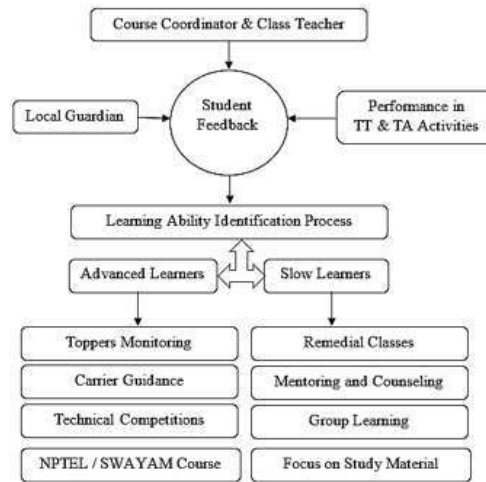 Course Coordinator & Class Teacher
Student
Feedback
Local Guardian
Performance in
TT & TA Activities
Learning Ability Identification Process
Advanced Learners
Slow Learners
Toppers Monitoring
Remedial Classes
Carrier Guidance
Mentoring and Counseling
Technical Competitions
Group Learning
NPTEL / SWAYAM Course
Focus on Study Material